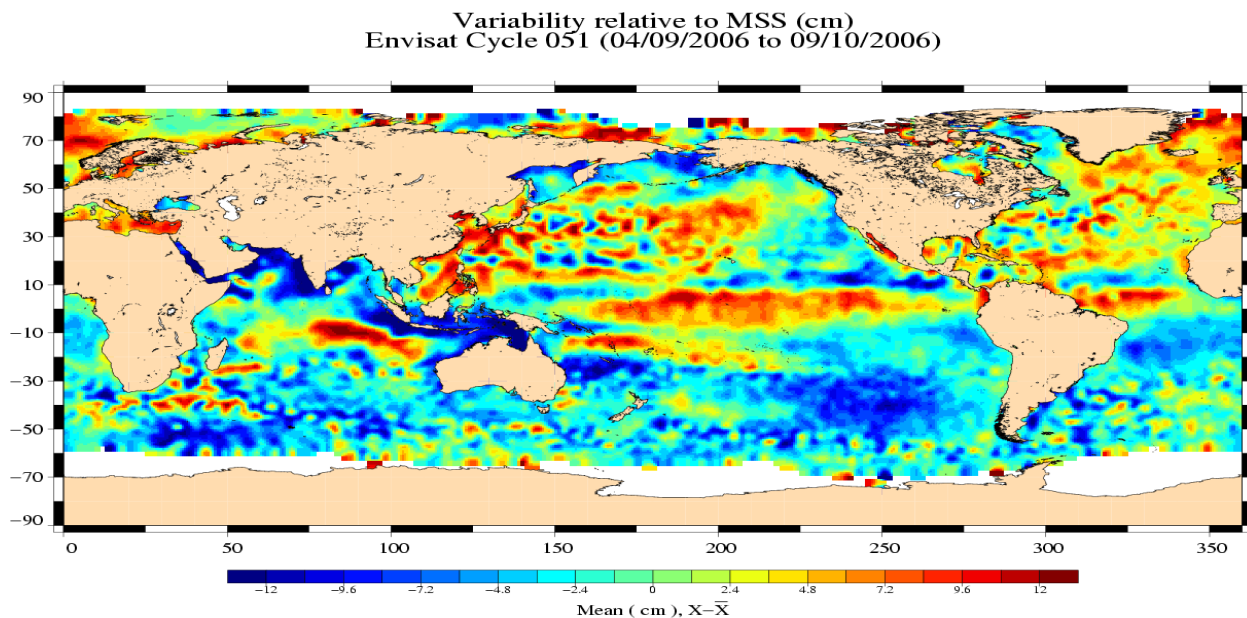 Variability relative to MSS (cm)
Envisat Cycle 051 (04/09/2006 to 09/10/2006)
90
70
50
30
10
−10
−30
−50
−70
−90
0 50 100 150 200 250 300 350
−12 −9.6 −7.2 −4.8 −2.4 0 2.4 4.8 7.2 9.6 12
Mean ( cm ), X−X̅